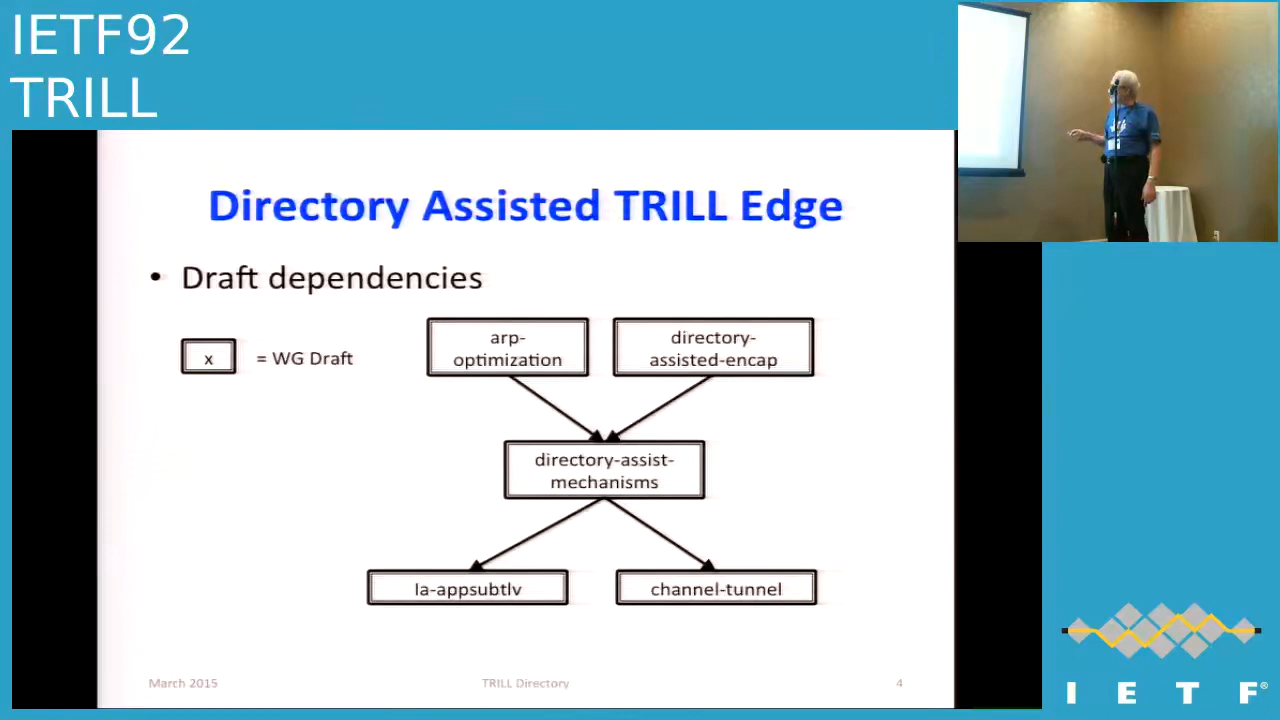 IETF92
TRILL
Directory Assisted TRILL Edge
• Draft dependencies
x = WG Draft
arp-
optimization
directory-
assisted-encap
directory-assist-
mechanisms
la-appsubtlv
channel-tunnel
March 2015 TRILL Directory 4
I E T F®